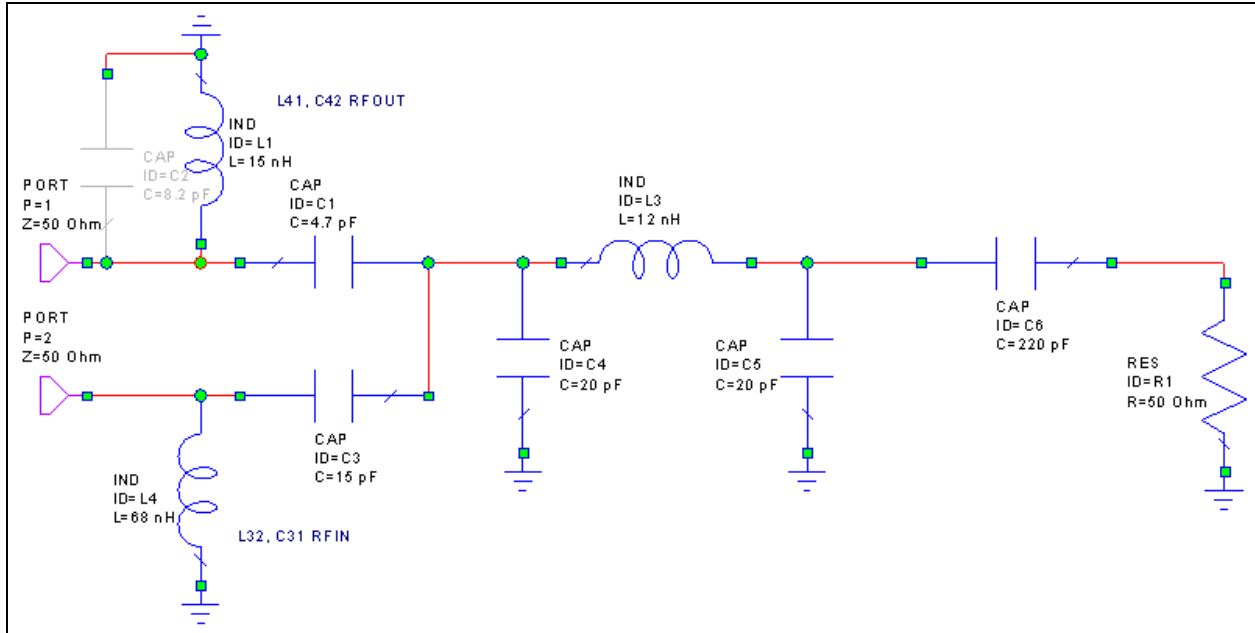 L41, C42 RFOUT
IND
ID=L1
L=15 nH
CAP
ID=C2
C=8.2 pF
PORT
P=1
Z=50 Ohm
CAP
ID=C1
C=4.7 pF
IND
ID=L3
L=12 nH
PORT
P=2
Z=50 Ohm
CAP
ID=C3
C=15 pF
CAP
ID=C4
C=20 pF
CAP
ID=C5
C=20 pF
CAP
ID=C6
C=220 pF
RES
ID=R1
R=50 Ohm
IND
ID=L4
L=68 nH
L32, C31 RFIN